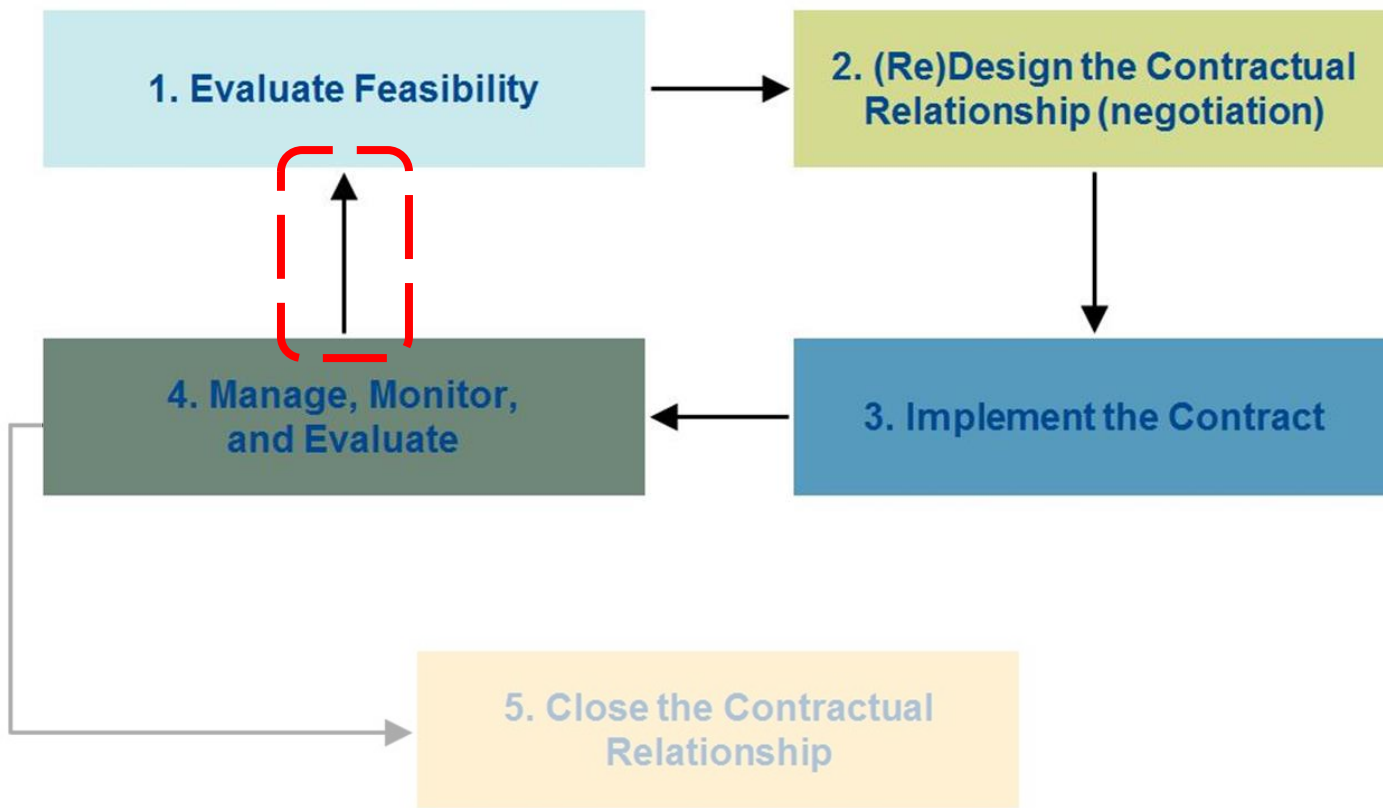 1. Evaluate Feasibility
2. (Re)Design the Contractual
Relationship (negotiation)
4. Manage, Monitor,
and Evaluate
3. Implement the Contract
5. Close the Contractual
Relationship